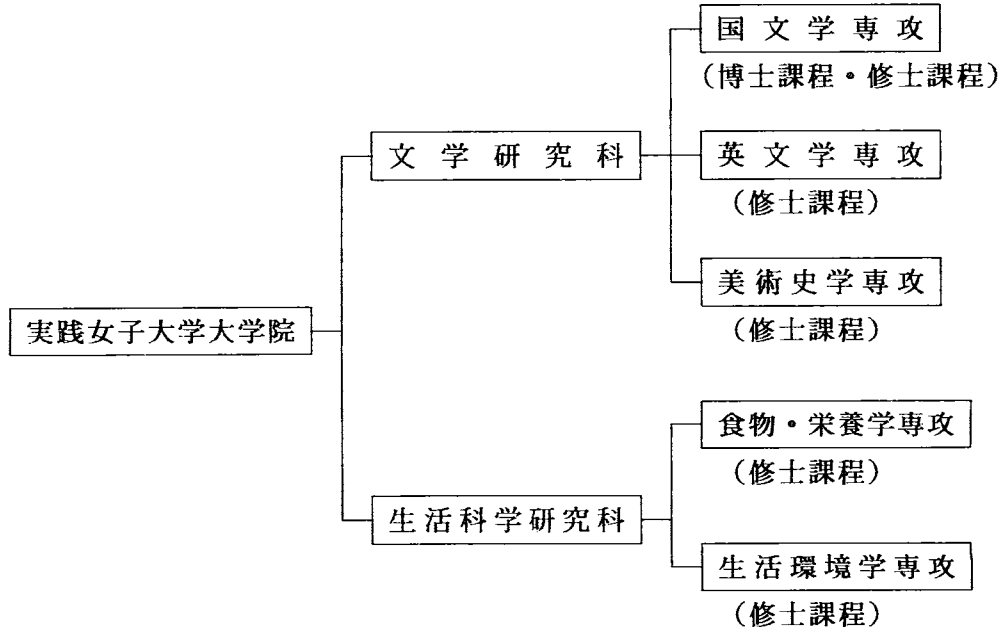 実践女子大学大学院
文学研究科
国文学専攻
(博士課程・修士課程)
英文学専攻
(修士課程)
美術史学専攻
(修士課程)
生活科学研究科
食物・栄養学専攻
(修士課程)
生活環境学専攻
(修士課程)